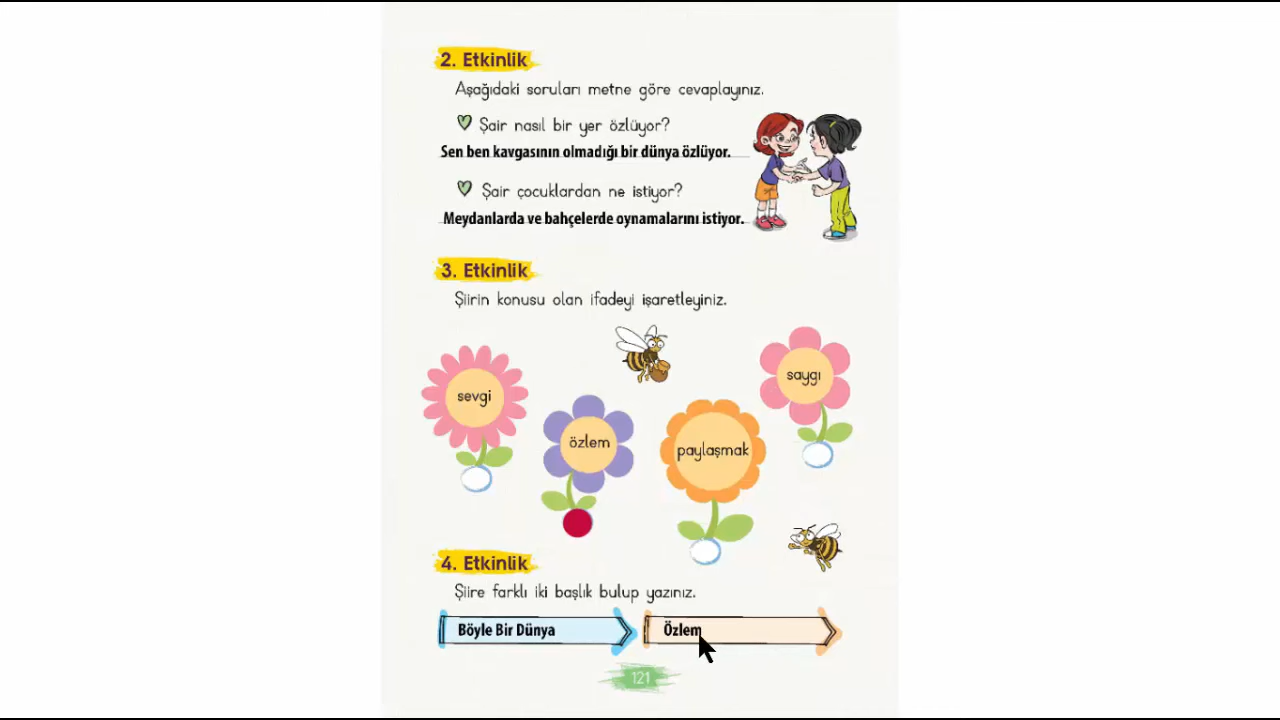 2. Etkinlik
Aşağıdaki soruları metne göre cevaplayınız.
Şair nasıl bir yer özlüyor?
Sen ben kavgasının olmadığı bir dünya özlüyor.
Şair çocuklardan ne istiyor?
Meydanlarda ve bahçelerde oynamalarını istiyor.
3. Etkinlik
Şiirin konusu olan ifadeyi işaretleyiniz.
sevgi
özlem
paylaşmak
saygı
4. Etkinlik
Şiire farklı iki başlık bulup yazınız.
Böyle Bir Dünya
Özlem
121